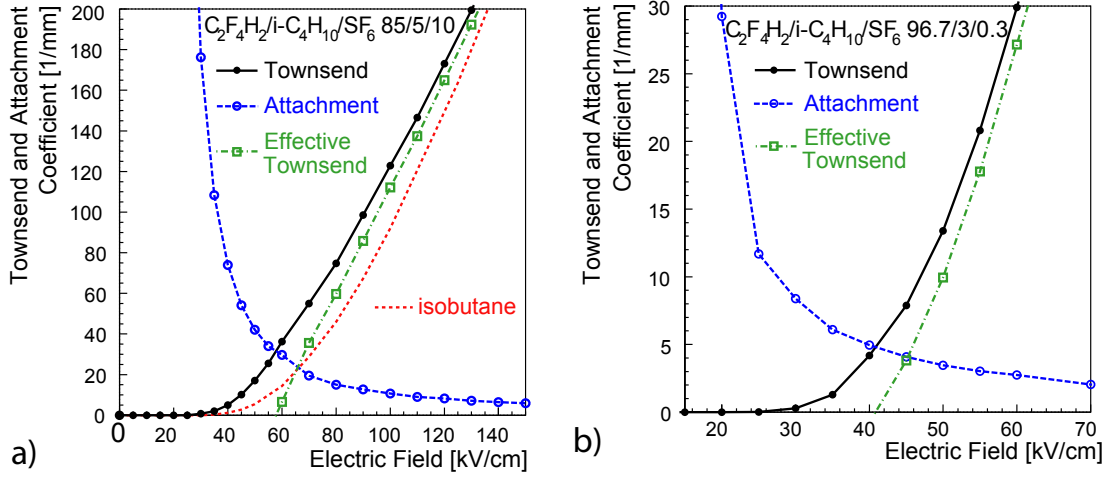 C2F4H2/i-C4H10/SF6 85/5/10
Townsend
Attachment
Effective
Townsend
isobutane
Townsend and Attachment
Coefficient [1/mm]
200
180
160
140
120
100
80
60
40
20
0
0 20 40 60 80 100 120 140
Electric Field [kV/cm]
a)
C2F4H2/i-C4H10/SF6 96.7/3/0.3
Townsend
Attachment
Effective
Townsend
Townsend and Attachment
Coefficient [1/mm]
30
25
20
15
10
5
0
20 30 40 50 60 70
Electric Field [kV/cm]
b)